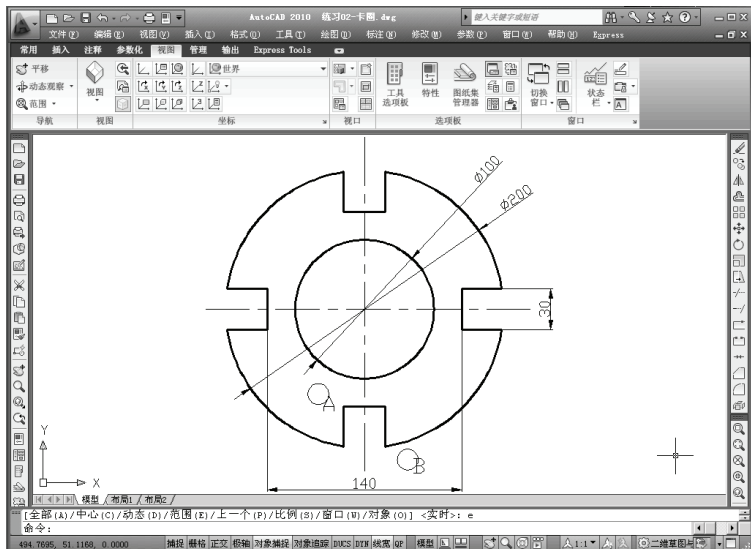 AutoCAD 2010 练习02-卡圈.dwg 键入关键字或短语
文件(F) 编辑(E) 视图(V) 插入(I) 格式(O) 工具(T) 绘图(D) 标注(N) 修改(M) 参数(P) 窗口(W) 帮助(H) Express
常用 插入 注释 参数化 视图 管理 输出 Express Tools
平移
动态观察
范围
视图
世界
工具
选项板
特性
图纸集
管理器
切换
窗口
状态
栏
导航 视图 坐标 视口 选项板 窗口
Ø100
Ø200
30
A
B
140
Y
X
模型 布局1 布局2
[全部(A)/中心(C)/动态(D)/范围(E)/上一个(P)/比例(S)/窗口(W)/对象(O)] <实时>: e
命令:
494.7695, 51.1168, 0.0000 捕捉 栅格 正交 极轴 对象捕捉 对象追踪 DUCS DYN 线宽 QP 模型 1:1 二维草图与